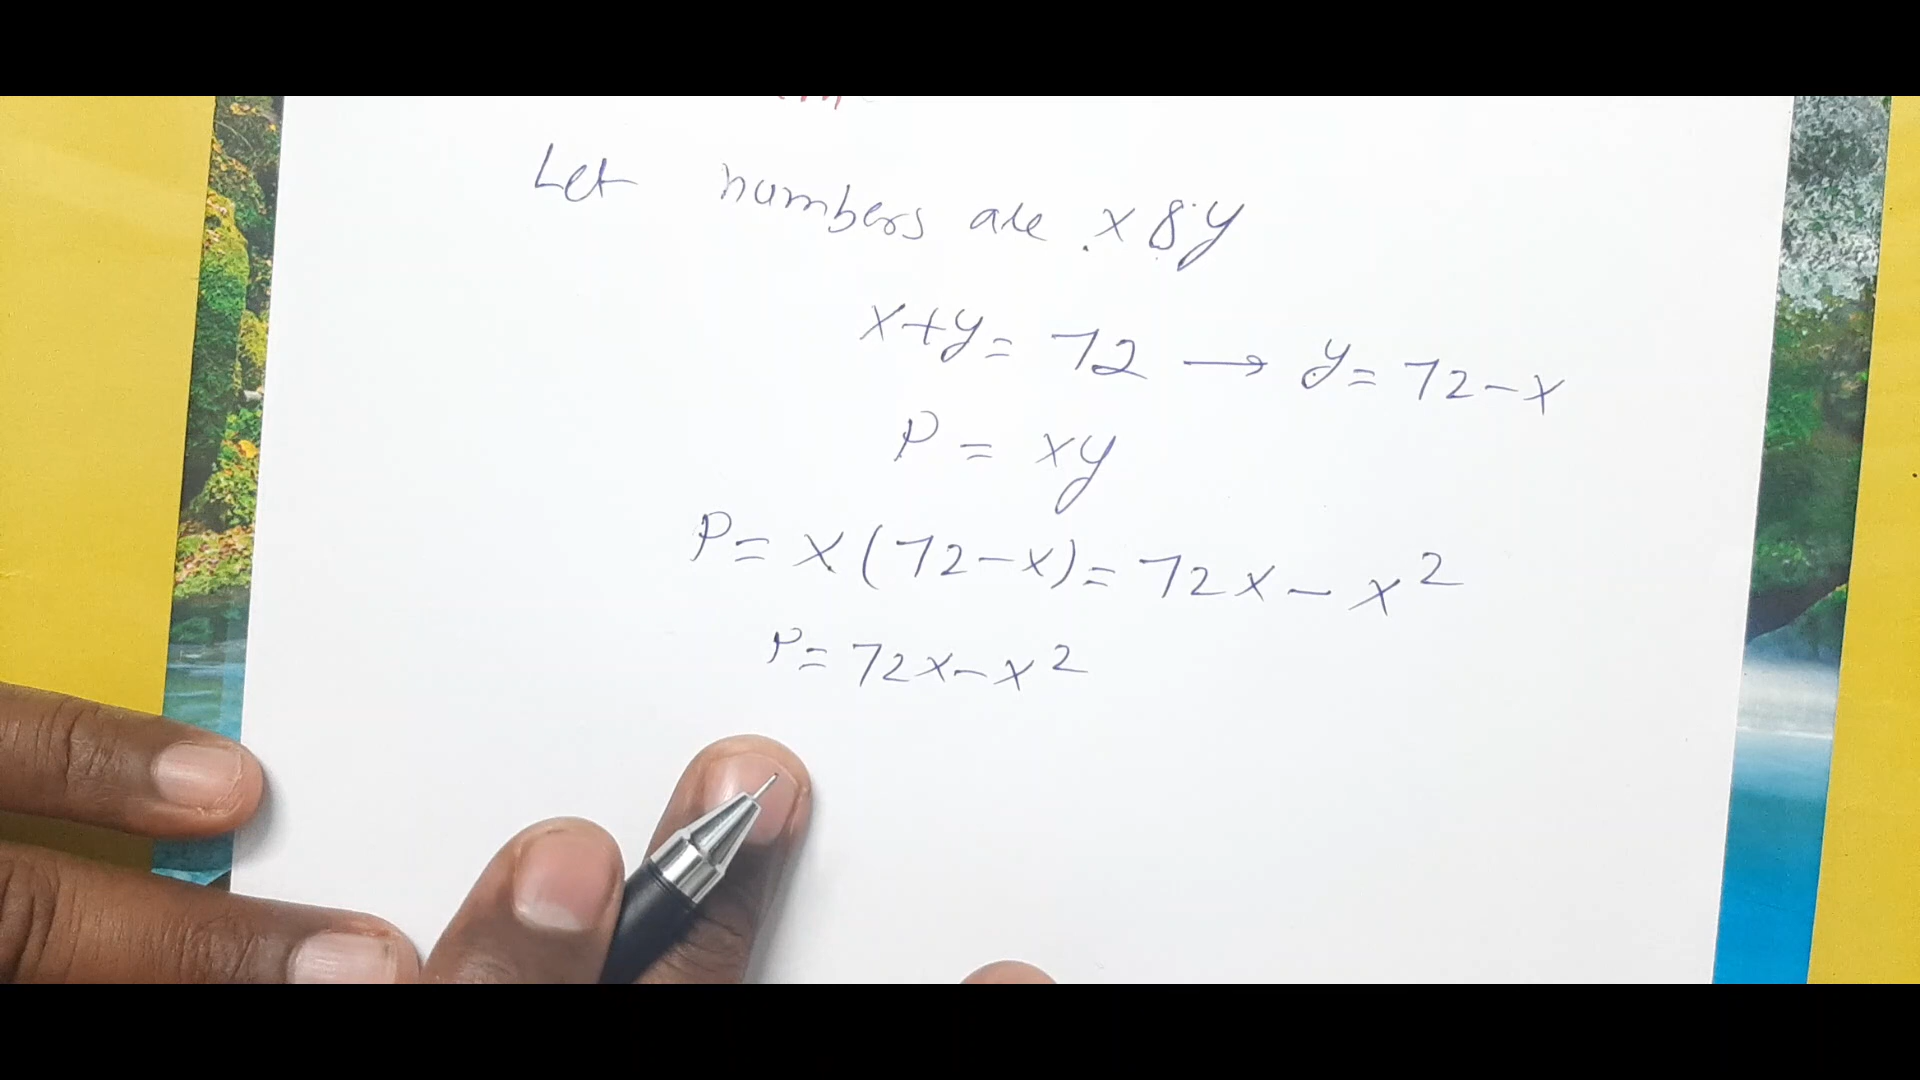 Let numbers are x & y
x+y= 72 → y= 72-x
P = xy
P= x(72-x)= 72x - x²
P= 72x-x²